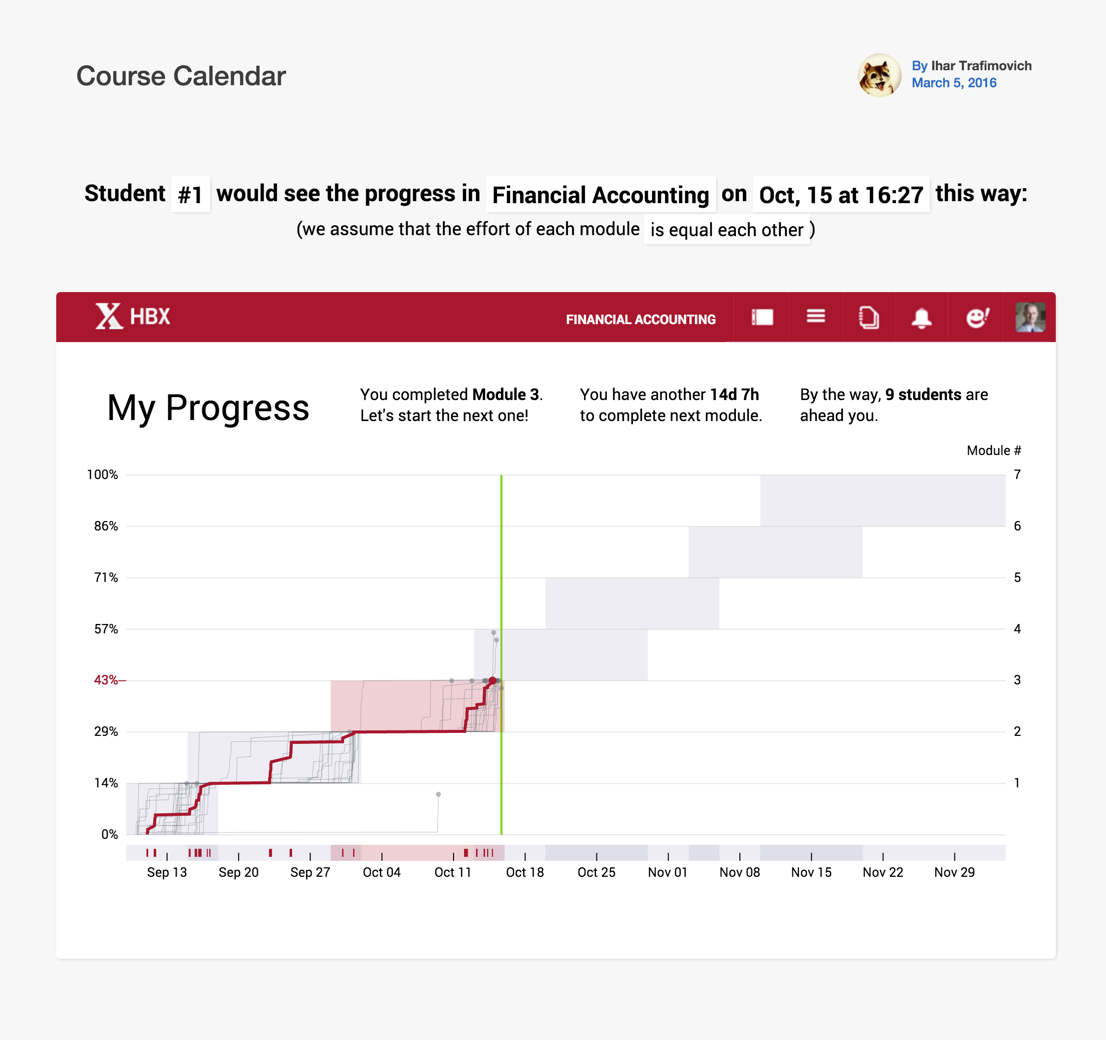 Course Calendar
By Ihar Trafimovich
March 5, 2016
Student #1 would see the progress in Financial Accounting on Oct, 15 at 16:27 this way:
(we assume that the effort of each module is equal each other )
HBX
FINANCIAL ACCOUNTING
My Progress
You completed Module 3.
Let's start the next one!
You have another 14d 7h
to complete next module.
By the way, 9 students are
ahead you.
Module #
100% 7
86% 6
71% 5
57% 4
43% 3
29% 2
14% 1
0%
Sep 13 Sep 20 Sep 27 Oct 04 Oct 11 Oct 18 Oct 25 Nov 01 Nov 08 Nov 15 Nov 22 Nov 29